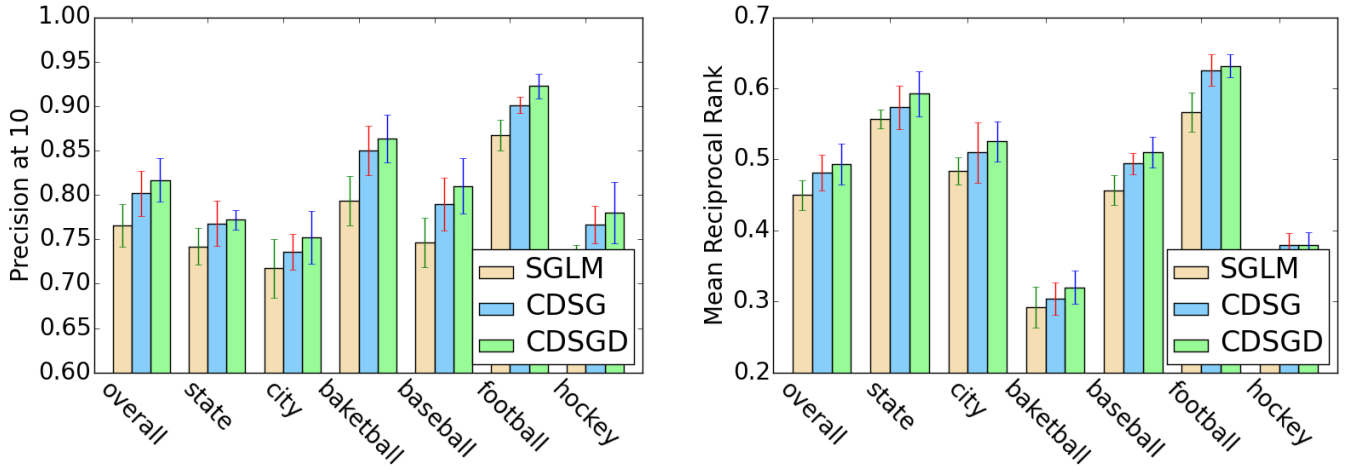 Precision at 10
1.00
0.95
0.90
0.85
0.80
0.75
0.70
0.65
0.60
overall
state
city
baketball
baseball
football
hockey
SGLM
CDSG
CDSGD
Mean Reciprocal Rank
0.7
0.6
0.5
0.4
0.3
0.2
overall
state
city
baketball
baseball
football
hockey
SGLM
CDSG
CDSGD